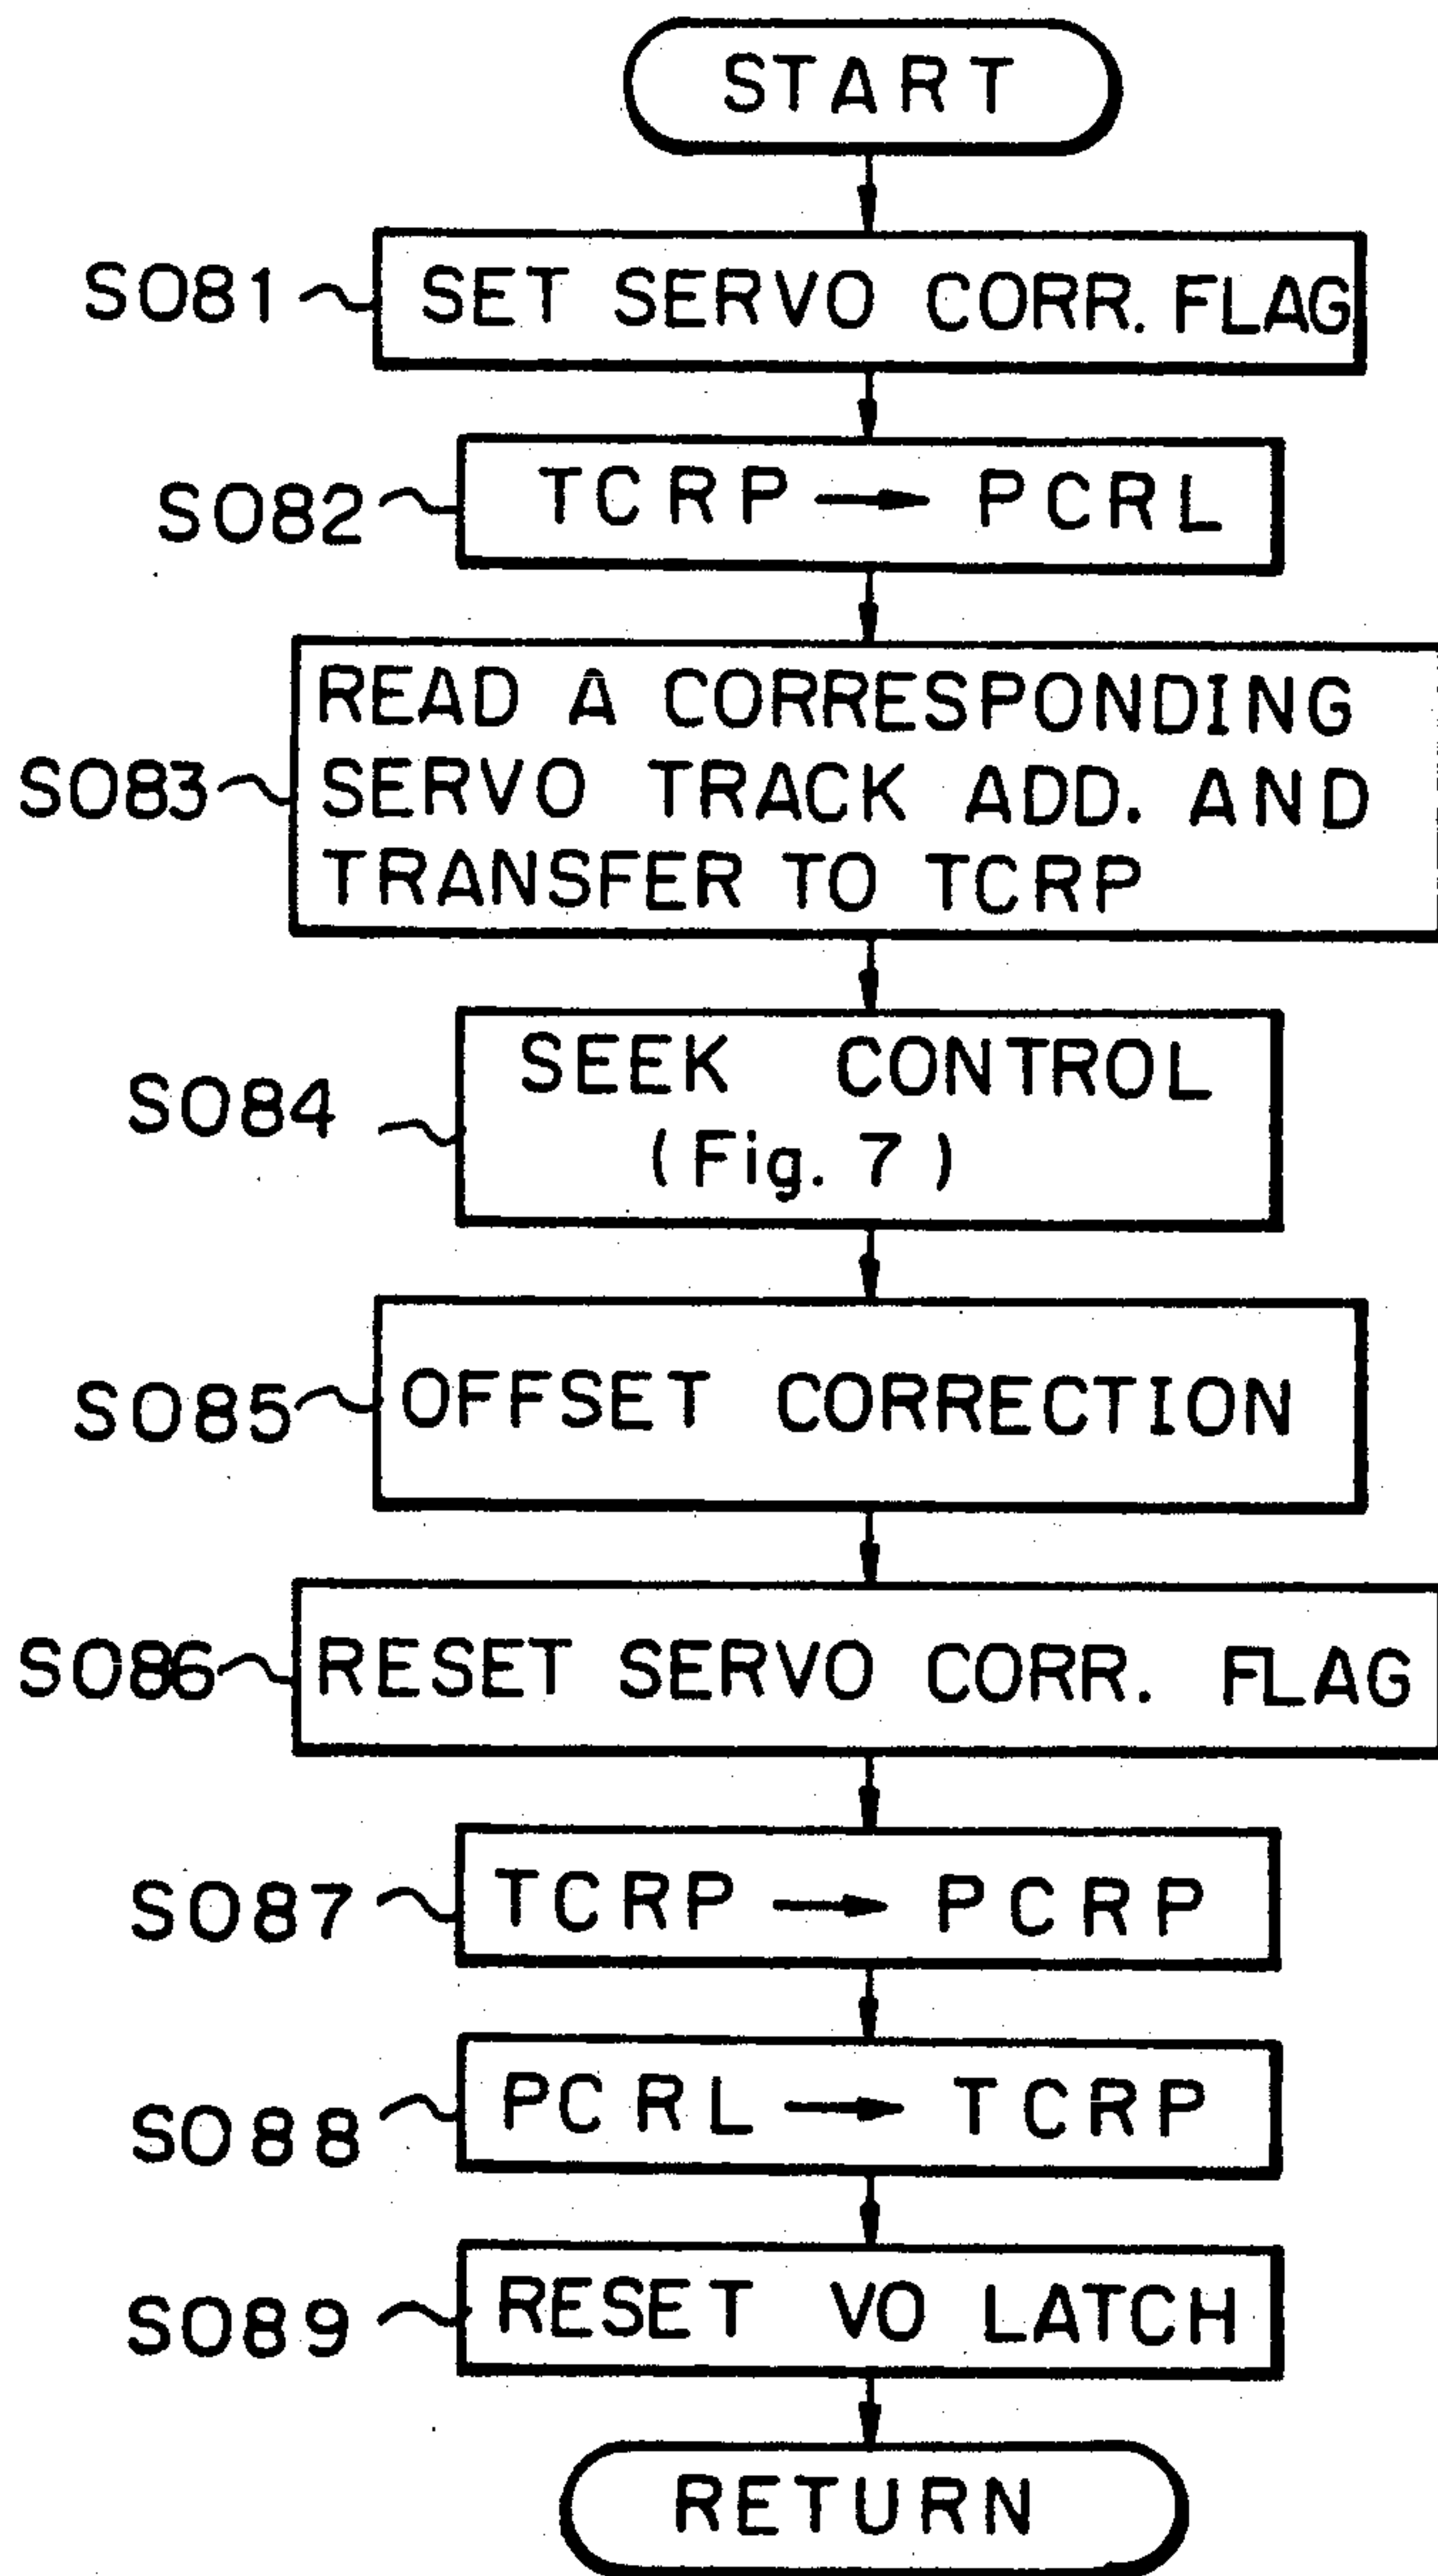 START
S081 SET SERVO CORR. FLAG
S082 TCRP → PCRL
READ A CORRESPONDING
S083 SERVO TRACK ADD. AND
TRANSFER TO TCRP
SEEK CONTROL
S084
(Fig. 7)
S085 OFFSET CORRECTION
S086 RESET SERVO CORR. FLAG
S087 TCRP → PCRP
S088 PCRL → TCRP
S089 RESET VO LATCH
RETURN